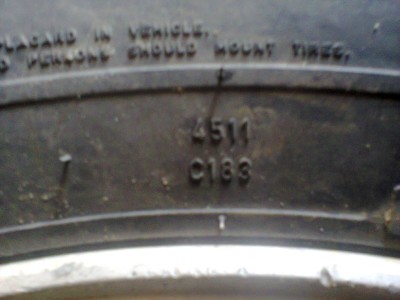 PLACARD IN VEHICLE.
PERSONS SHOULD MOUNT TIRES.
4511
C133